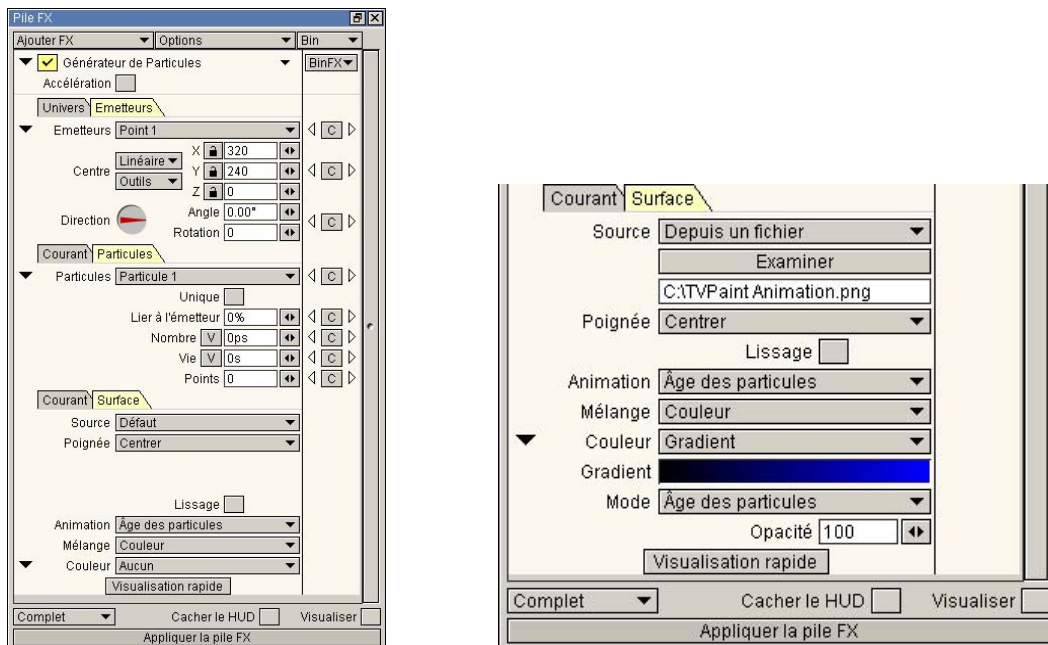 Pile FX
Ajouter FX Options Bin
Générateur de Particules BinFX
Accélération
Univers Emetteurs
Emetteurs Point 1 C
Centre Linéaire Outils X 320 Y 240 Z 0 C
Direction Angle 0.00° Rotation 0 C
Courant Particules
Particules Particule 1 C
Unique
Lier à l'émetteur 0% C
Nombre V 0ps C
Vie V 0s C
Points 0 C
Courant Surface
Source Défaut
Poignée Centrer
Lissage
Animation Âge des particules
Mélange Couleur
Couleur Aucun
Visualisation rapide
Complet Cacher le HUD Visualiser
Appliquer la pile FX
Courant Surface
Source Depuis un fichier
Examiner
C:\TVPaint Animation.png
Poignée Centrer
Lissage
Animation Âge des particules
Mélange Couleur
Couleur Gradient
Gradient
Mode Âge des particules
Opacité 100
Visualisation rapide
Complet Cacher le HUD Visualiser
Appliquer la pile FX